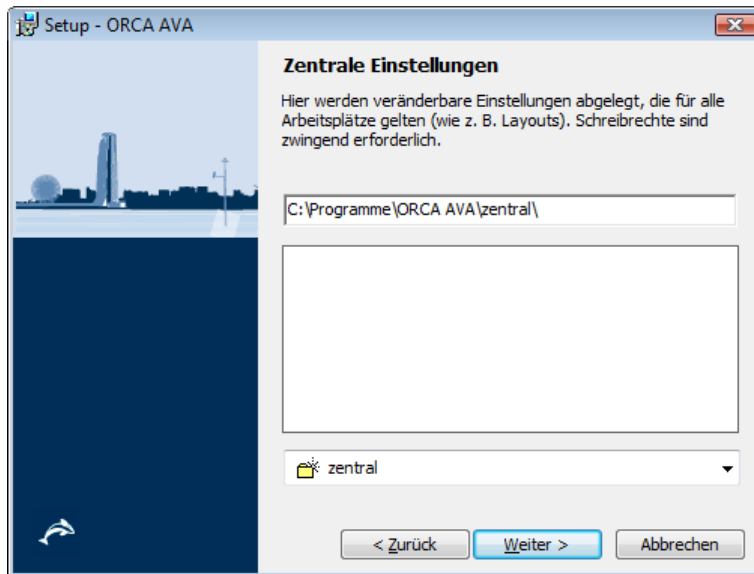 Setup - ORCA AVA
Zentrale Einstellungen
Hier werden veränderbare Einstellungen abgelegt, die für alle
Arbeitsplätze gelten (wie z. B. Layouts). Schreibrechte sind
zwingend erforderlich.
C:\Programme\ORCA AVA\zentral\
zentral
< Zurück
Weiter >
Abbrechen